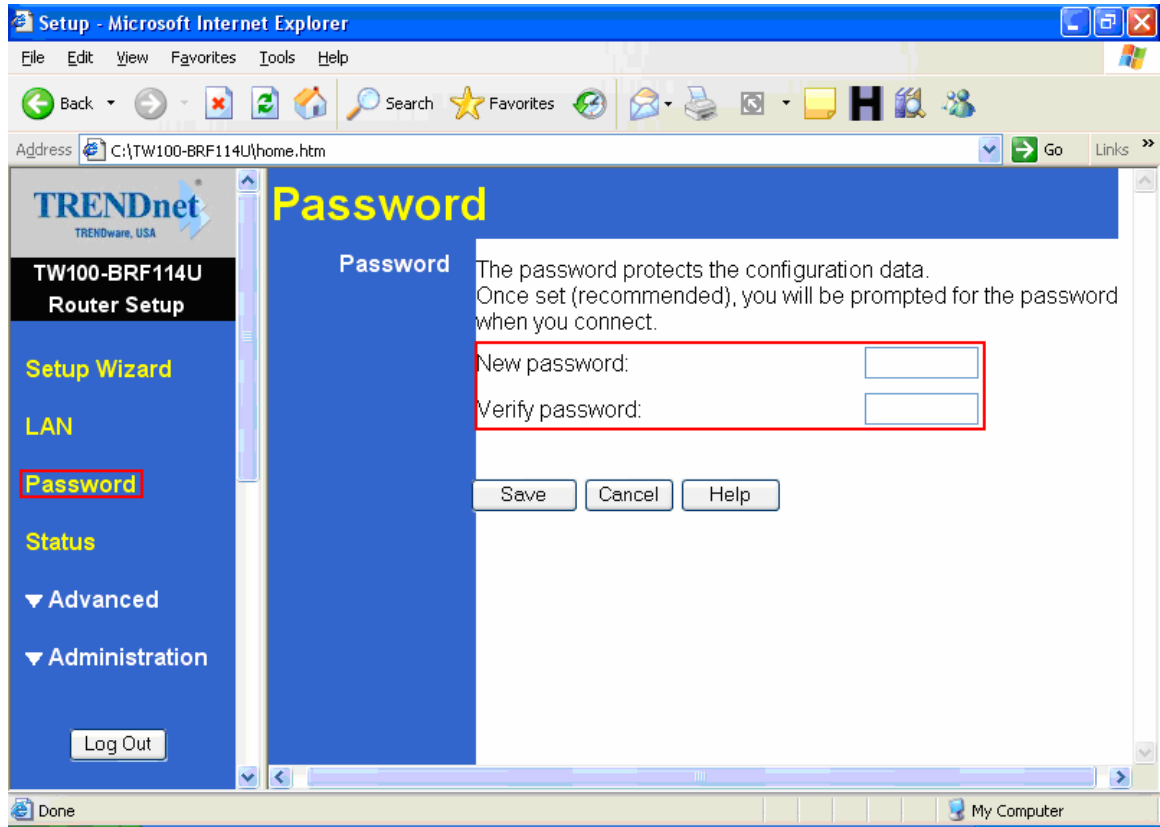 Setup - Microsoft Internet Explorer
File Edit View Favorites Tools Help
Back Search Favorites
Address C:\TW100-BRF114U\home.htm Go Links »
TRENDnet
TRENDware, USA
TW100-BRF114U
Router Setup
Setup Wizard
LAN
Password
Status
Advanced
Administration
Log Out
Password
Password
The password protects the configuration data.
Once set (recommended), you will be prompted for the password
when you connect.
New password:
Verify password:
Save Cancel Help
Done My Computer